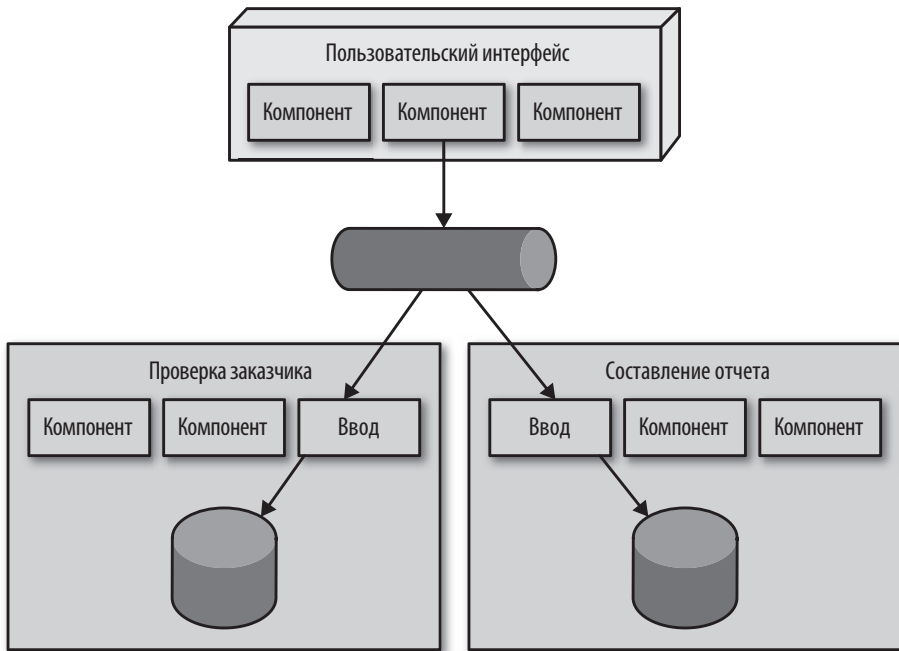 Пользовательский интерфейс
Компонент
Компонент
Компонент
Проверка заказчика
Компонент
Компонент
Ввод
Составление отчета
Ввод
Компонент
Компонент